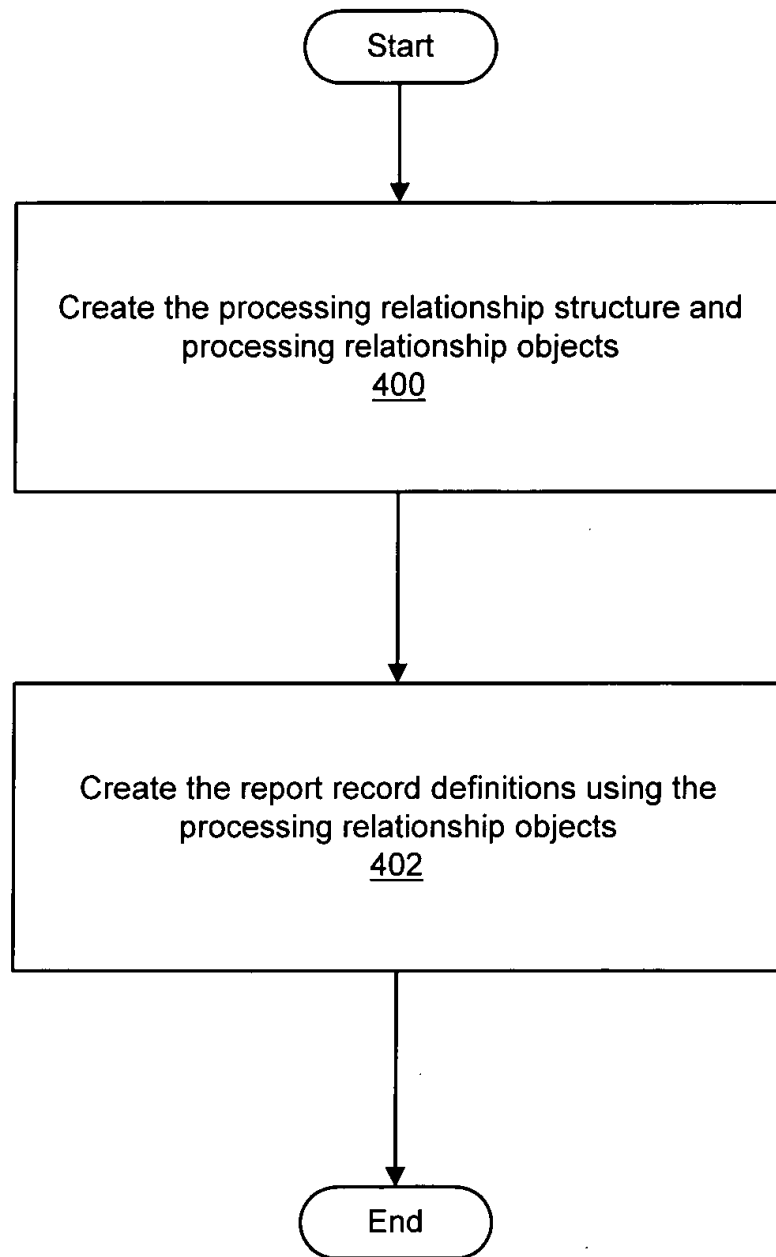 Start
Create the processing relationship structure and
processing relationship objects
400
Create the report record definitions using the
processing relationship objects
402
End